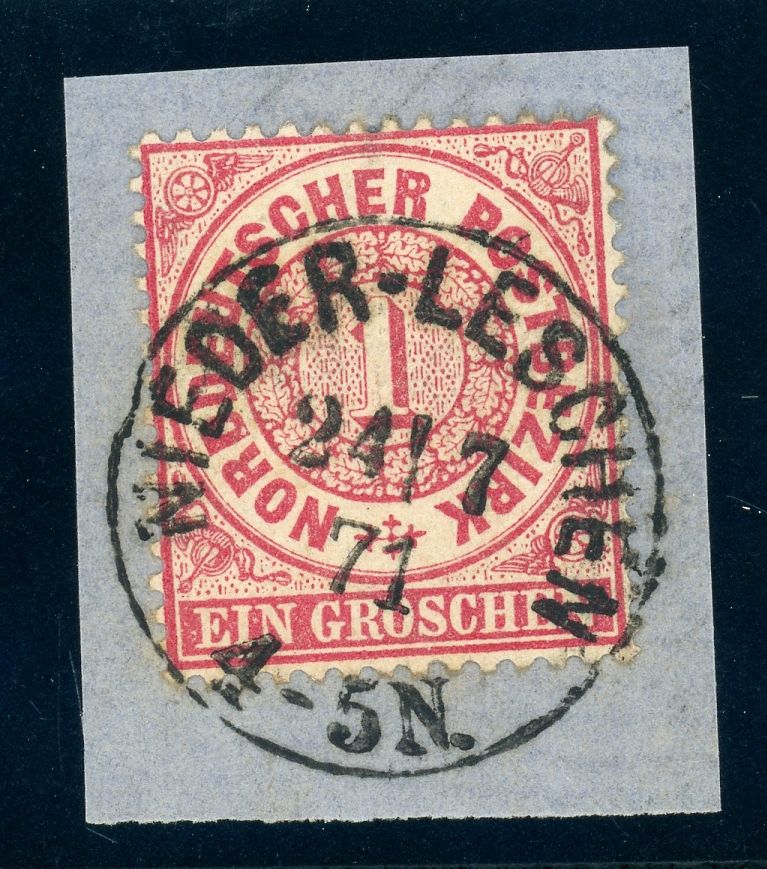 NORDDEUTSCHER POSTBEZIRK
1
EIN GROSCHEN
NIEDER-LESCHEN
24/7
71
4-5N.